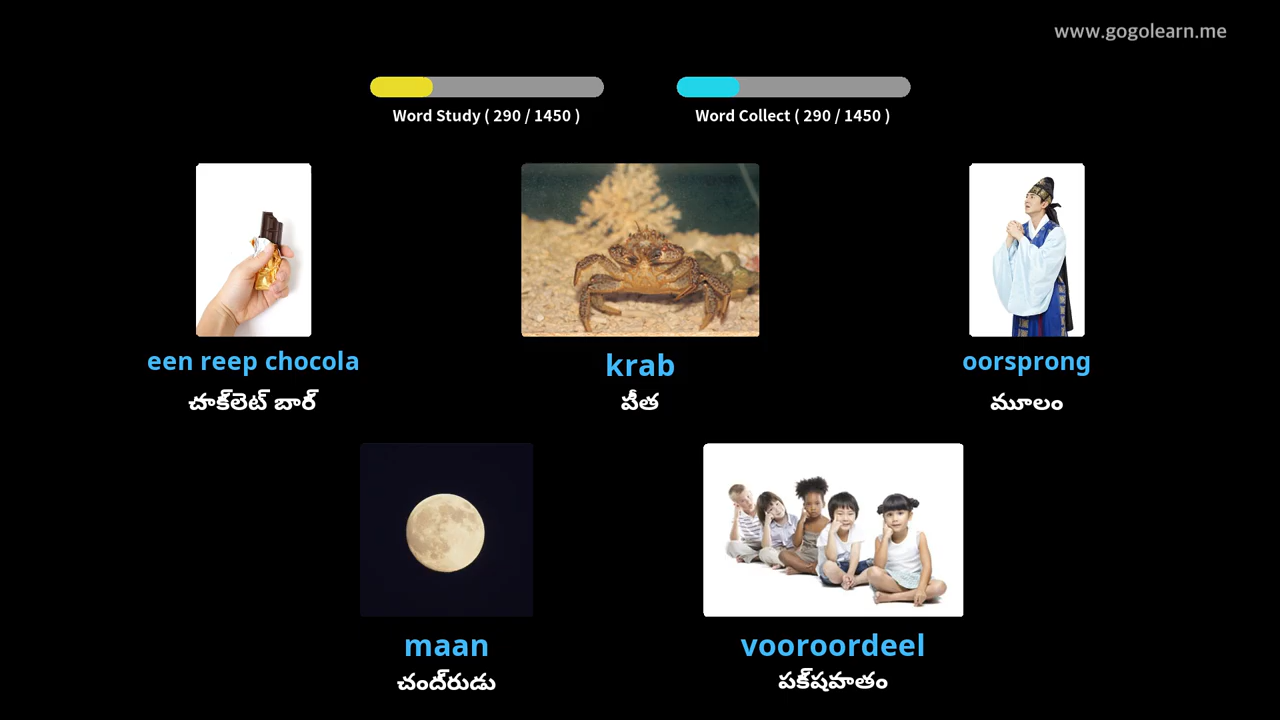 www.gogolearn.me
Word Study ( 290 / 1450 )
Word Collect ( 290 / 1450 )
een reep chocola
చాక్‌లెట్ బార్
krab
పీత
oorsprong
మూలం
maan
చంద్‌రుడు
vooroordeel
పక్‌షవాతం